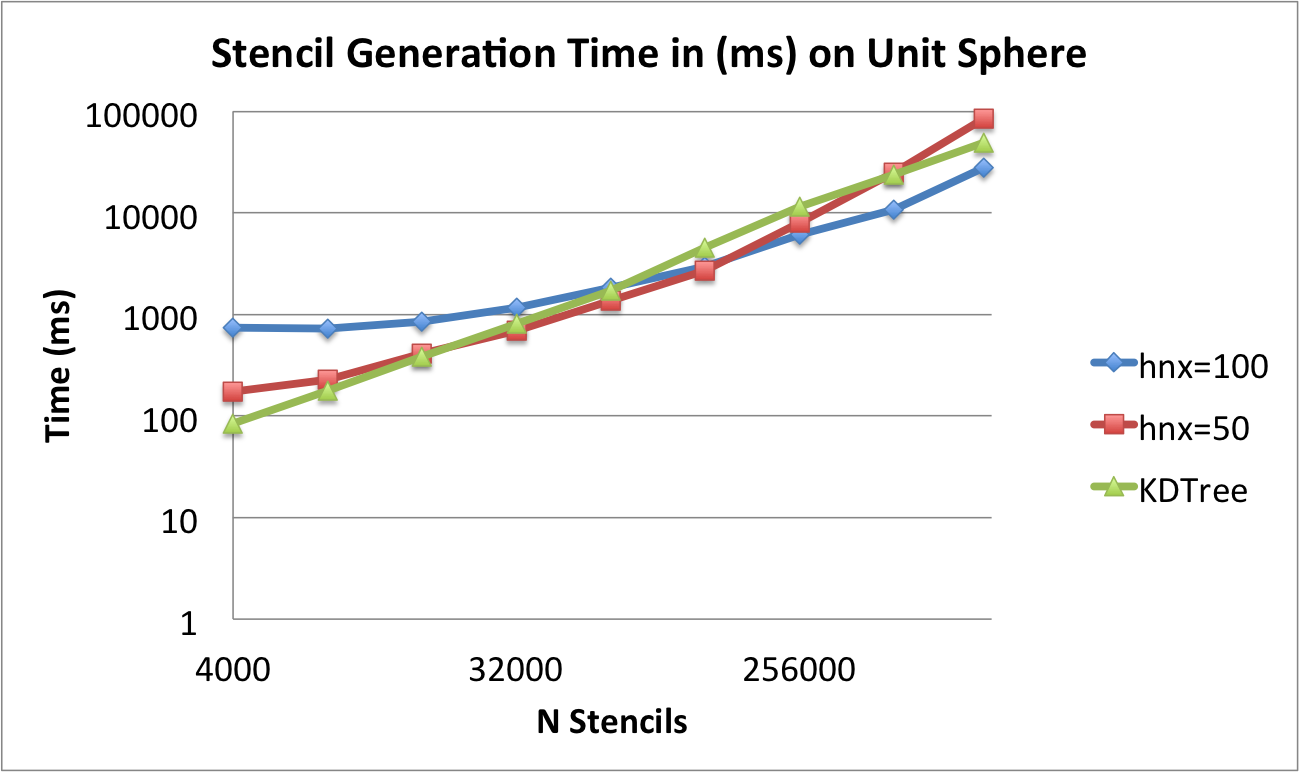 Stencil Generation Time in (ms) on Unit Sphere
100000
10000
1000
100
10
1
Time (ms)
4000 32000 256000
N Stencils
hnx=100
hnx=50
KDTree